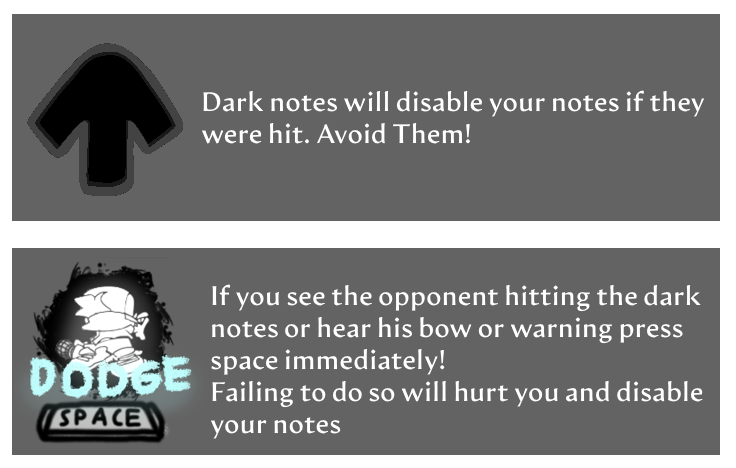 Dark notes will disable your notes if they
were hit. Avoid Them!
If you see the opponent hitting the dark
notes or hear his bow or warning press
space immediately!
Failing to do so will hurt you and disable
your notes
DODGE
SPACE